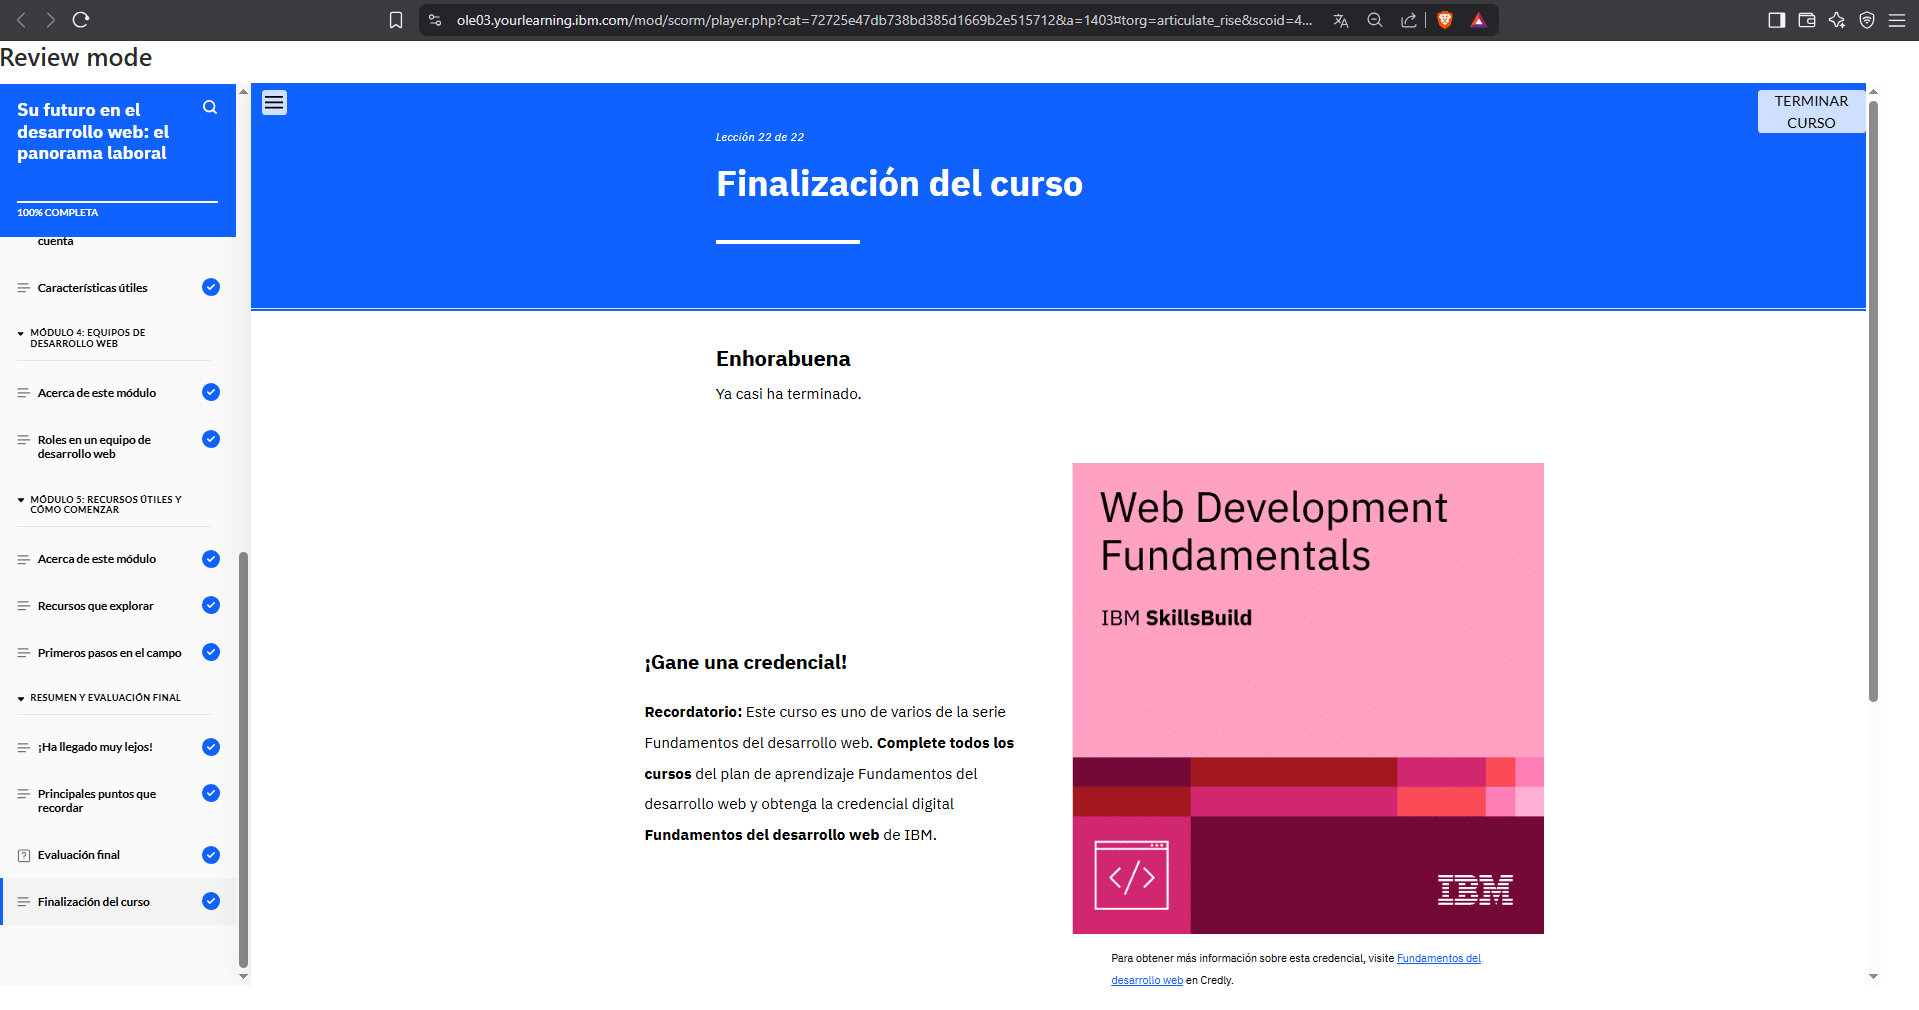 ole03.yourlearning.ibm.com/mod/scorm/player.php?cat=72725e47db738bd385d1669b2e515712&a=1403¤torg=articulate_rise&scoid=4...
Review mode
Su futuro en el
desarrollo web: el
panorama laboral
100% COMPLETA
cuenta
Características útiles
MÓDULO 4: EQUIPOS DE
DESARROLLO WEB
Acerca de este módulo
Roles en un equipo de
desarrollo web
MÓDULO 5: RECURSOS ÚTILES Y
CÓMO COMENZAR
Acerca de este módulo
Recursos que explorar
Primeros pasos en el campo
RESUMEN Y EVALUACIÓN FINAL
¡Ha llegado muy lejos!
Principales puntos que
recordar
Evaluación final
Finalización del curso
TERMINAR
CURSO
Lección 22 de 22
Finalización del curso
Enhorabuena
Ya casi ha terminado.
¡Gane una credencial!
Recordatorio: Este curso es uno de varios de la serie
Fundamentos del desarrollo web. Complete todos los
cursos del plan de aprendizaje Fundamentos del
desarrollo web y obtenga la credencial digital
Fundamentos del desarrollo web de IBM.
Web Development
Fundamentals
IBM SkillsBuild
</>
IBM
Para obtener más información sobre esta credencial, visite Fundamentos del
desarrollo web en Credly.